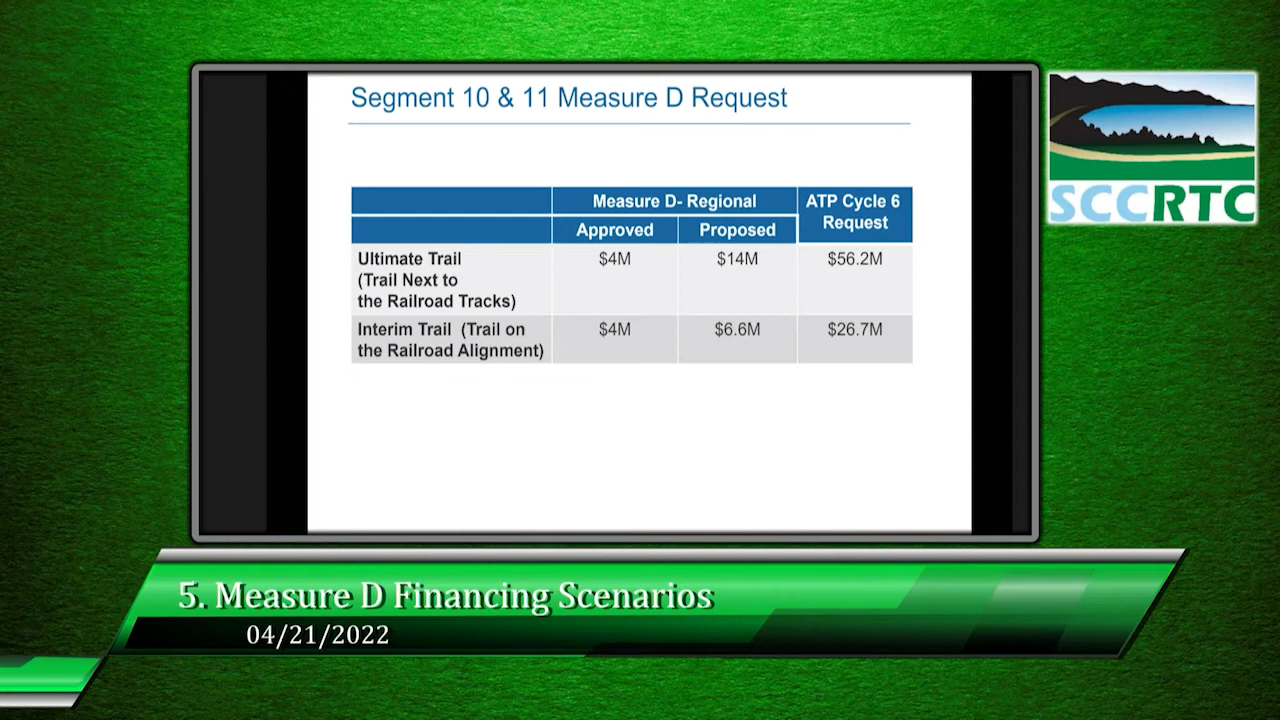 Segment 10 & 11 Measure D Request
Measure D- Regional
ATP Cycle 6
Request
Approved
Proposed
Ultimate Trail
(Trail Next to
the Railroad Tracks)
$4M
$14M
$56.2M
Interim Trail (Trail on
the Railroad Alignment)
$4M
$6.6M
$26.7M
SCCRTC
5. Measure D Financing Scenarios
04/21/2022